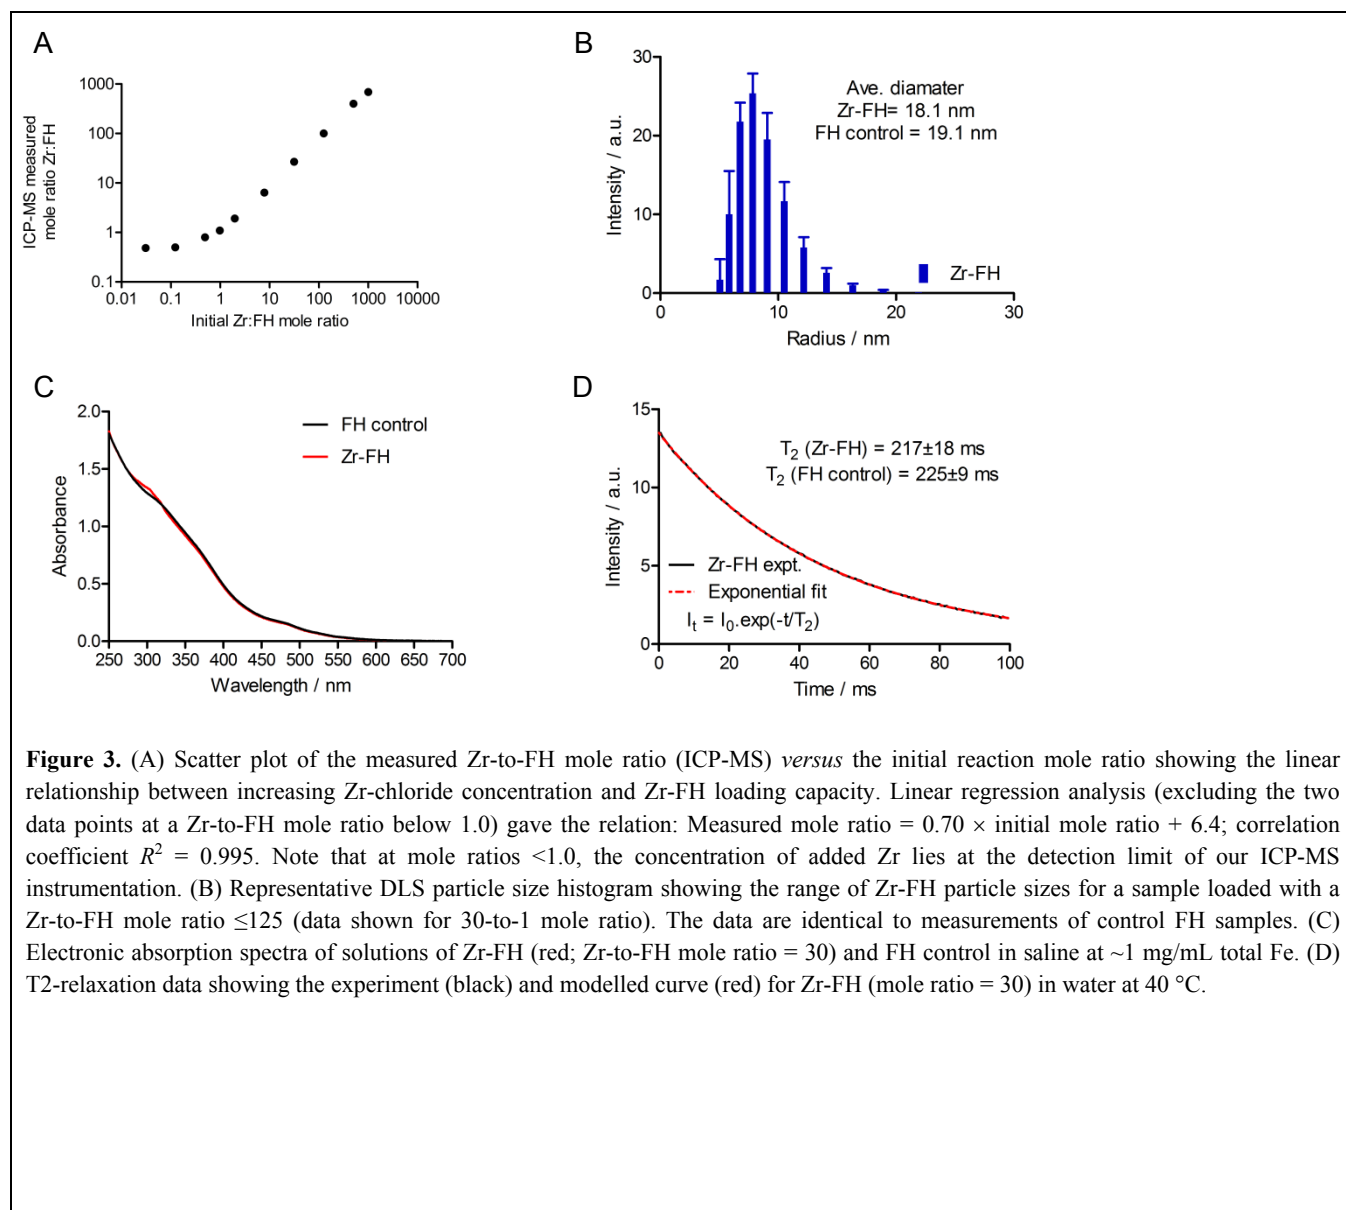 A
ICP-MS measured
mole ratio Zr:FH
1000
100
10
1
0.1
0.01 0.1 1 10 100 1000 10000
Initial Zr:FH mole ratio
B
Intensity / a.u.
30
20
10
0
Ave. diamater
Zr-FH= 18.1 nm
FH control = 19.1 nm
Zr-FH
0 10 20 30
Radius / nm
C
Absorbance
2.0
1.5
1.0
0.5
0.0
FH control
Zr-FH
250 300 350 400 450 500 550 600 650 700
Wavelength / nm
D
Intensity / a.u.
15
10
5
0
T2 (Zr-FH) = 217±18 ms
T2 (FH control) = 225±9 ms
Zr-FH expt.
Exponential fit
It = I0.exp(-t/T2)
0 20 40 60 80 100
Time / ms
Figure 3. (A) Scatter plot of the measured Zr-to-FH mole ratio (ICP-MS) versus the initial reaction mole ratio showing the linear
relationship between increasing Zr-chloride concentration and Zr-FH loading capacity. Linear regression analysis (excluding the two
data points at a Zr-to-FH mole ratio below 1.0) gave the relation: Measured mole ratio = 0.70 × initial mole ratio + 6.4; correlation
coefficient R² = 0.995. Note that at mole ratios <1.0, the concentration of added Zr lies at the detection limit of our ICP-MS
instrumentation. (B) Representative DLS particle size histogram showing the range of Zr-FH particle sizes for a sample loaded with a
Zr-to-FH mole ratio ≤125 (data shown for 30-to-1 mole ratio). The data are identical to measurements of control FH samples. (C)
Electronic absorption spectra of solutions of Zr-FH (red; Zr-to-FH mole ratio = 30) and FH control in saline at ~1 mg/mL total Fe. (D)
T2-relaxation data showing the experiment (black) and modelled curve (red) for Zr-FH (mole ratio = 30) in water at 40 °C.